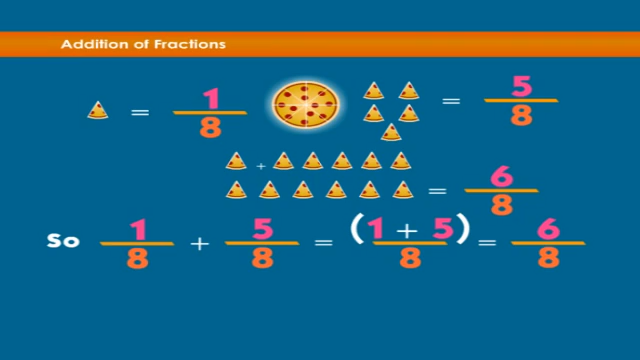 Addition of Fractions
= 1/8
= 5/8
+
= 6/8
So 1/8 + 5/8 = (1 + 5)/8 = 6/8